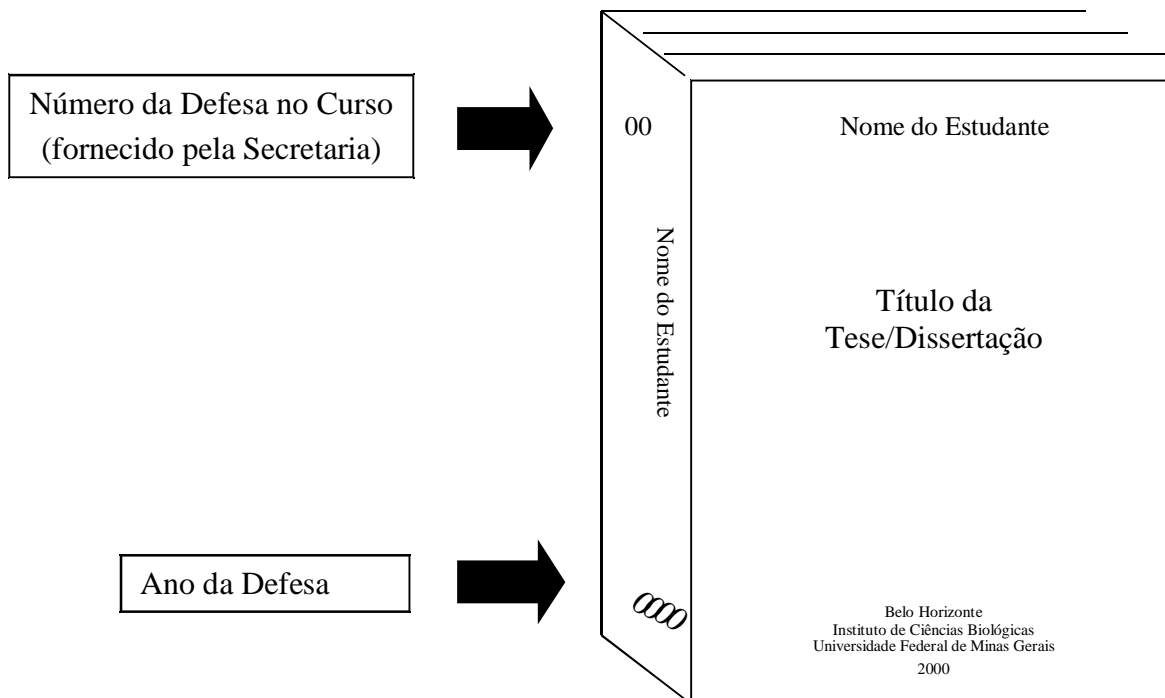 Número da Defesa no Curso
(fornecido pela Secretaria)
00
Nome do Estudante
Nome do Estudante
Título da
Tese/Dissertação
Ano da Defesa
0000
Belo Horizonte
Instituto de Ciências Biológicas
Universidade Federal de Minas Gerais
2000